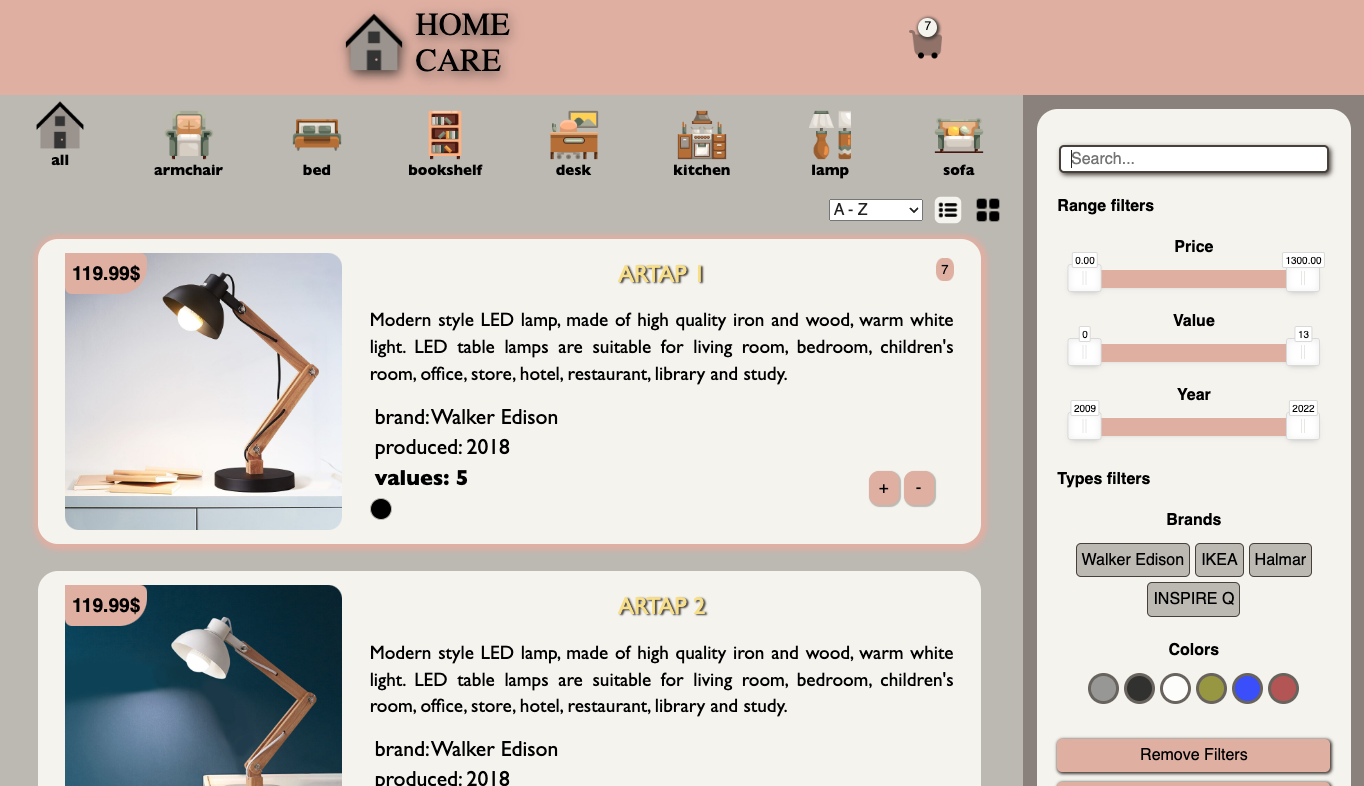 HOME
CARE
7
all
armchair
bed
bookshelf
desk
kitchen
lamp
sofa
A - Z
119.99$
ARTAP 1
7
Modern style LED lamp, made of high quality iron and wood, warm white
light. LED table lamps are suitable for living room, bedroom, children's
room, office, store, hotel, restaurant, library and study.
brand: Walker Edison
produced: 2018
values: 5
+
-
119.99$
ARTAP 2
Modern style LED lamp, made of high quality iron and wood, warm white
light. LED table lamps are suitable for living room, bedroom, children's
room, office, store, hotel, restaurant, library and study.
brand: Walker Edison
produced: 2018
Search...
Range filters
Price
0.00
1300.00
Value
0
13
Year
2009
2022
Types filters
Brands
Walker Edison
IKEA
Halmar
INSPIRE Q
Colors
Remove Filters